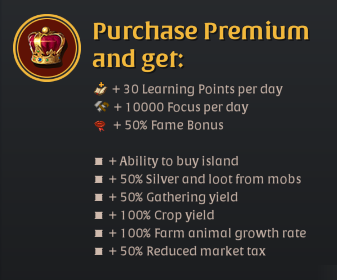 Purchase Premium
and get:
+ 30 Learning Points per day
+ 10000 Focus per day
+ 50% Fame Bonus
+ Ability to buy island
+ 50% Silver and loot from mobs
+ 50% Gathering yield
+ 100% Crop yield
+ 100% Farm animal growth rate
+ 50% Reduced market tax